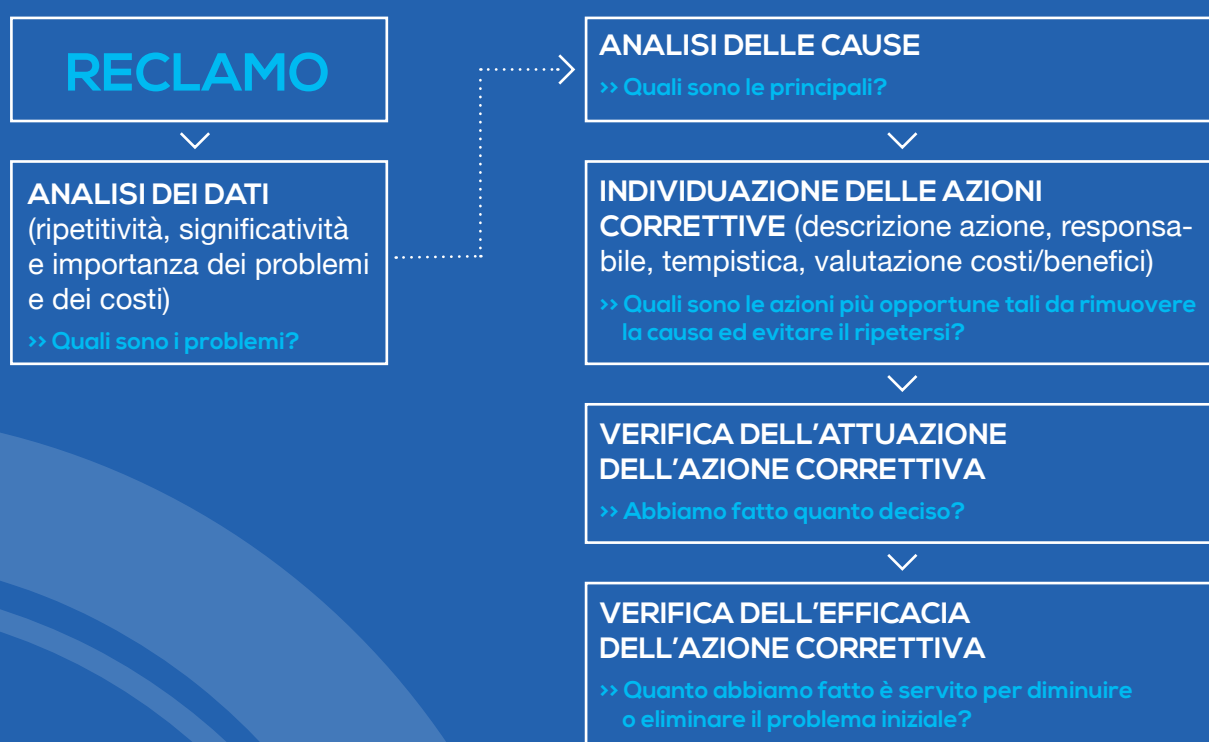 RECLAMO
ANALISI DEI DATI
(ripetitività, significatività
e importanza dei problemi
e dei costi)
>> Quali sono i problemi?
ANALISI DELLE CAUSE
>> Quali sono le principali?
INDIVIDUAZIONE DELLE AZIONI
CORRETTIVE (descrizione azione, responsa-
bile, tempistica, valutazione costi/benefici)
>> Quali sono le azioni più opportune tali da rimuovere
la causa ed evitare il ripetersi?
VERIFICA DELL’ATTUAZIONE
DELL’AZIONE CORRETTIVA
>> Abbiamo fatto quanto deciso?
VERIFICA DELL’EFFICACIA
DELL’AZIONE CORRETTIVA
>> Quanto abbiamo fatto è servito per diminuire
o eliminare il problema iniziale?